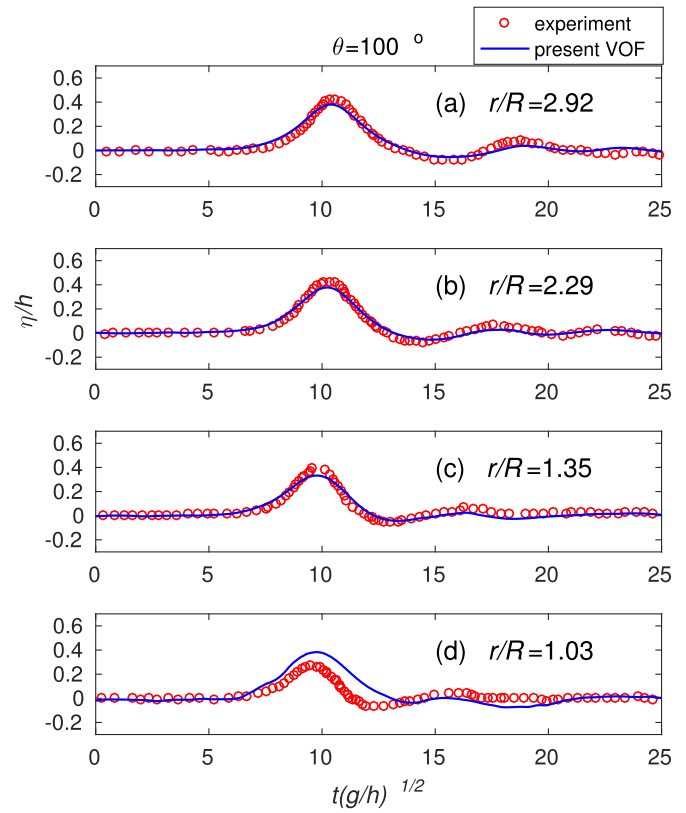 experiment
present VOF
θ=100 o
0.6
0.4
0.2
0
-0.2
(a) r/R=2.92
0 5 10 15 20 25
0.6
0.4
0.2
0
-0.2
(b) r/R=2.29
0 5 10 15 20 25
η/h
0.6
0.4
0.2
0
-0.2
(c) r/R=1.35
0 5 10 15 20 25
0.6
0.4
0.2
0
-0.2
(d) r/R=1.03
0 5 10 15 20 25
t(g/h) 1/2